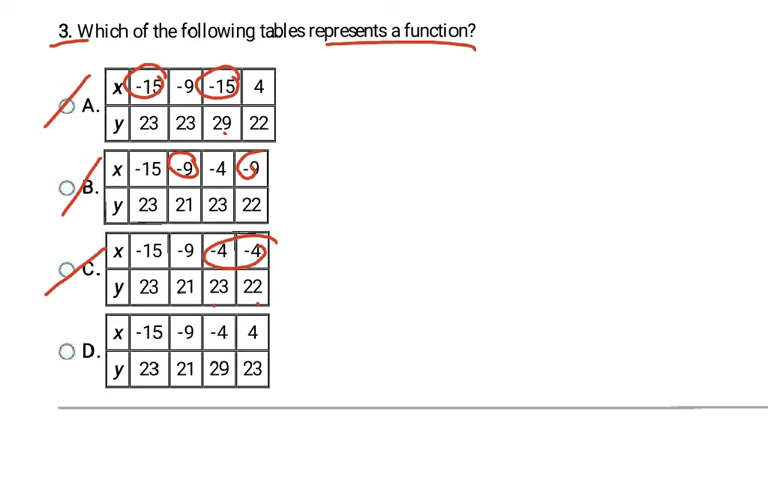 3. Which of the following tables represents a function?
A.
x -15 -9 -15 4
y 23 23 29 22
B.
x -15 -9 -4 -9
y 23 21 23 22
C.
x -15 -9 -4 -4
y 23 21 23 22
D.
x -15 -9 -4 4
y 23 21 29 23